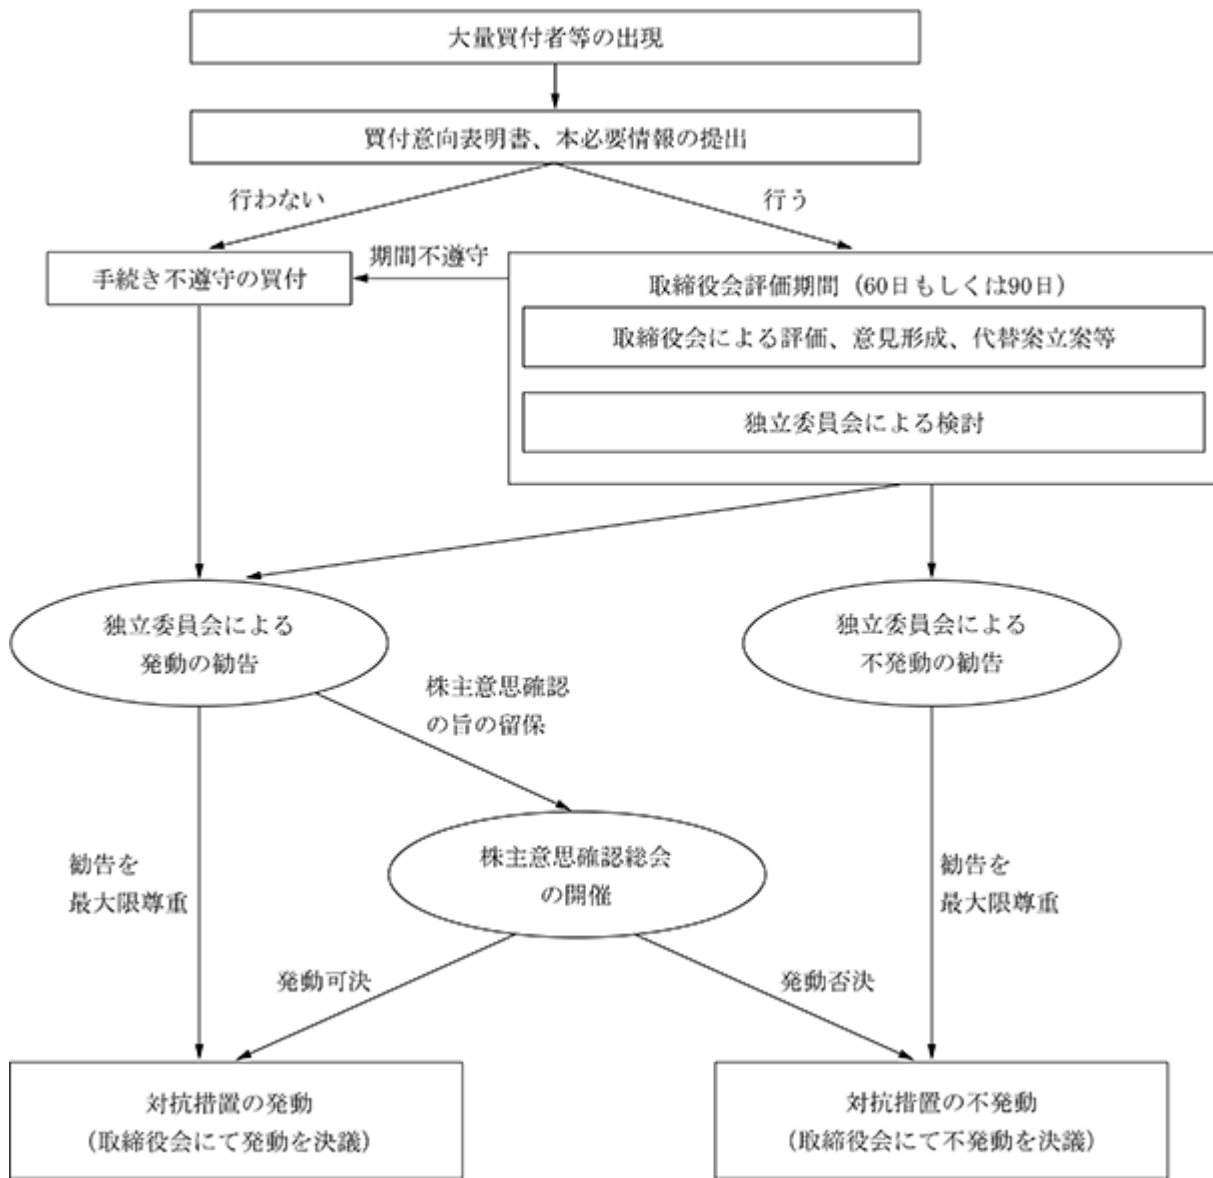 大量買付者等の出現
買付意向表明書、本必要情報の提出
行わない
行う
手続き不遵守の買付
期間不遵守
取締役会評価期間（60日もしくは90日）
取締役会による評価、意見形成、代替案立案等
独立委員会による検討
独立委員会による
発動の勧告
独立委員会による
不発動の勧告
株主意思確認
の旨の留保
株主意思確認総会
の開催
勧告を
最大限尊重
勧告を
最大限尊重
発動可決
発動否決
対抗措置の発動
（取締役会にて発動を決議）
対抗措置の不発動
（取締役会にて不発動を決議）